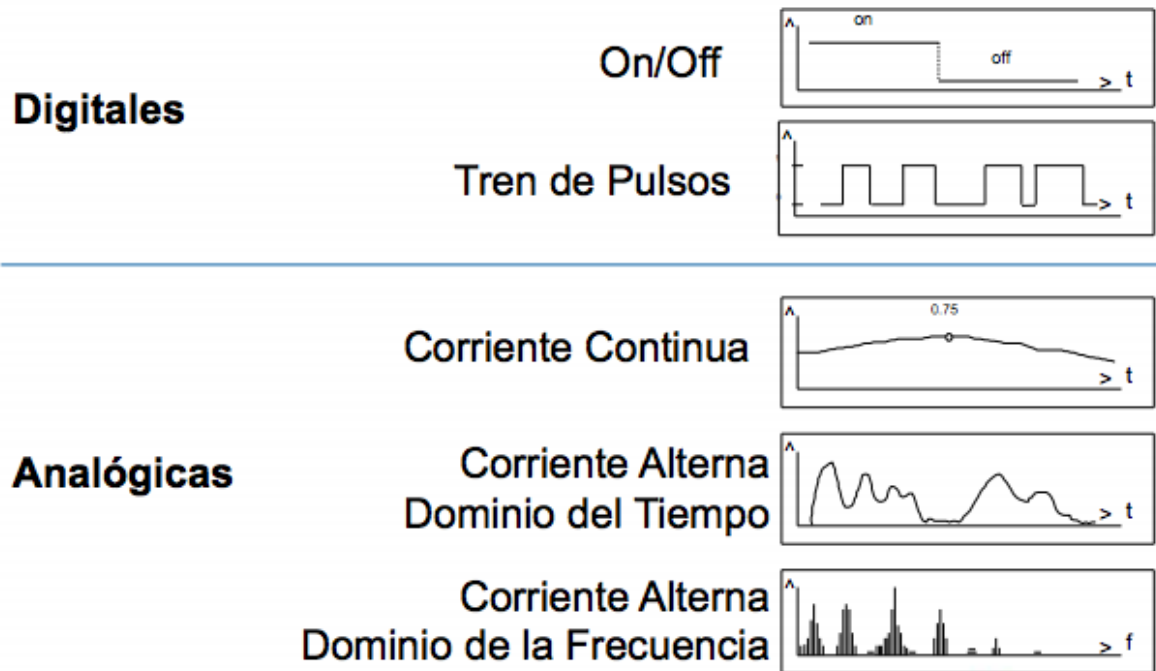 Digitales
On/Off
on
off
> t
Tren de Pulsos
> t
Corriente Continua
0.75
> t
Analógicas
Corriente Alterna
Dominio del Tiempo
> t
Corriente Alterna
Dominio de la Frecuencia
> f